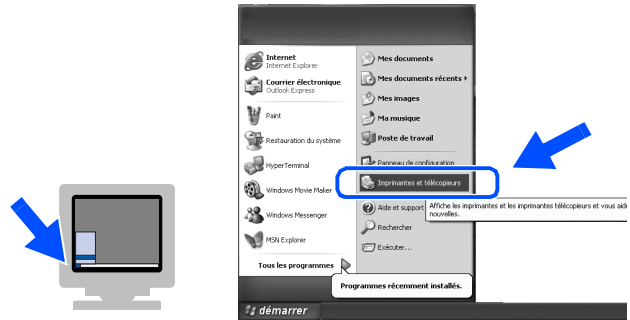 Internet
Internet Explorer
Courrier électronique
Outlook Express
Paint
Restauration du système
HyperTerminal
Windows Movie Maker
Windows Messenger
MSN Explorer
Tous les programmes
Mes documents
Mes documents récents
Mes images
Ma musique
Poste de travail
Panneau de configuration
Imprimantes et télécopieurs
Aide et support
Affiche les imprimantes et les imprimantes télécopieurs et vous aide
nouvelles.
Rechercher
Exécuter...
Programmes récemment installés.
démarrer